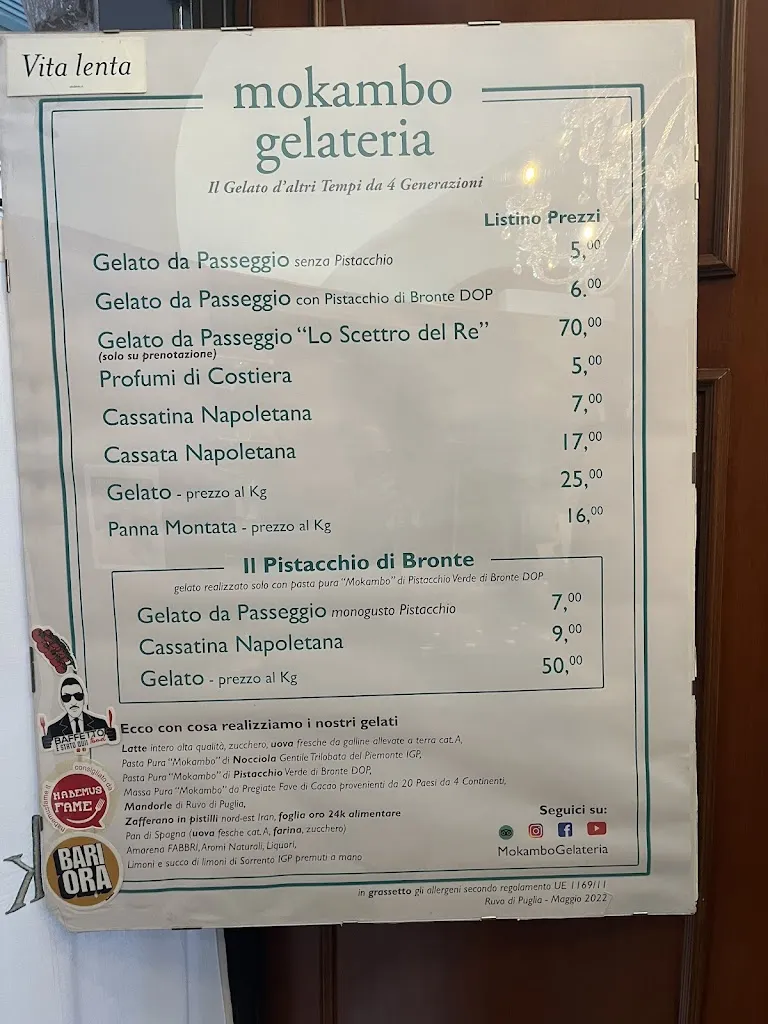 Vita lenta
mokambo
gelateria
Il Gelato d'altri Tempi da 4 Generazioni
Listino Prezzi
Gelato da Passeggio senza Pistacchio 5,00
Gelato da Passeggio con Pistacchio di Bronte DOP 6.00
Gelato da Passeggio “Lo Scettro del Re” 70,00
(solo su prenotazione)
Profumi di Costiera 5,00
Cassatina Napoletana 7,00
Cassata Napoletana 17,00
Gelato - prezzo al Kg 25,00
Panna Montata - prezzo al Kg 16,00
Il Pistacchio di Bronte
gelato realizzato solo con pasta pura “Mokambo” di Pistacchio Verde di Bronte DOP
Gelato da Passeggio monogusto Pistacchio 7,00
Cassatina Napoletana 9,00
Gelato - prezzo al Kg 50,00
Ecco con cosa realizziamo i nostri gelati
Latte intero alta qualità, zucchero, uova fresche da galline allevate a terra cat. A,
Pasta Pura “Mokambo” di Nocciola Gentile Trilobata del Piemonte IGP,
Pasta Pura “Mokambo” di Pistacchio Verde di Bronte DOP,
Massa Pura “Mokambo” da Pregiate Fave di Cacao provenienti da 20 Paesi da 4 Continenti,
Mandorle di Ruvo di Puglia,
Zafferano in pistilli nord-est Iran, foglia oro 24k alimentare
Pan di Spagna (uova fesche cat. A, farina, zucchero)
Amarena FABBRI, Aromi Naturali, Liquori,
Limoni e succo di limoni di Sorrento IGP premuti a mano
Seguici su:
MokamboGelateria
in grassetto gli allergeni secondo regolamento UE 1169/11
Ruvo di Puglia - Maggio 2022
BAFFETTO
È STATO QUI
consigliato da
HABEMUS
FAME
BARI
ORA
K